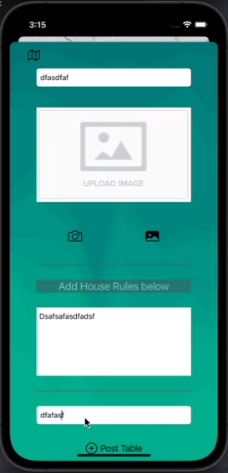 3:15
dfasdfaf
UPLOAD IMAGE
Add House Rules below
Dsafsafasdfadsf
dfafasf
Post Table